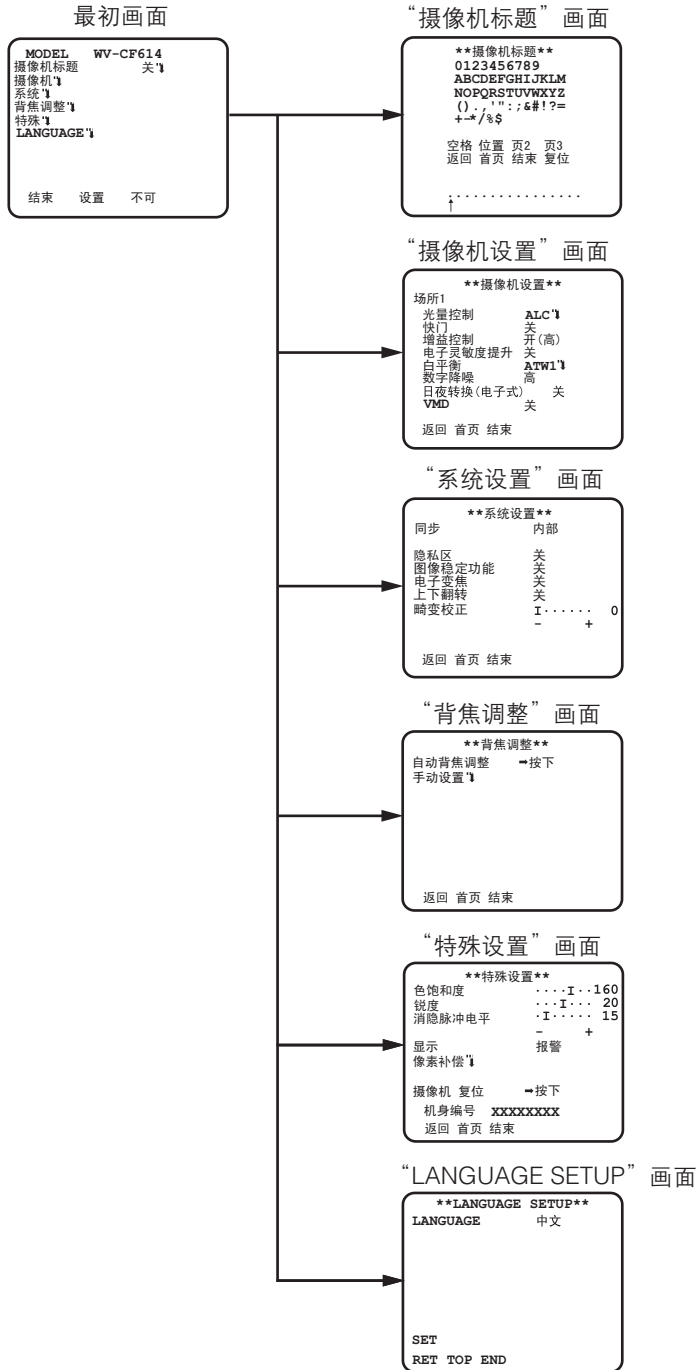 最初画面
MODEL WV-CF614
摄像机标题 关
摄像机
系统
背焦调整
特殊
LANGUAGE
结束 设置 不可
“摄像机标题” 画面
**摄像机标题**
0123456789
ABCDEFGHIJKLM
NOPQRSTUVWXYZ
().,'":;&#!?=
+-*/%$
空格 位置 页2 页3
返回 首页 结束 复位
................
↑
“摄像机设置” 画面
**摄像机设置**
场所1
光量控制 ALC
快门 关
增益控制 开(高)
电子灵敏度提升 关
白平衡 ATW1
数字降噪 高
日夜转换(电子式) 关
VMD 关
返回 首页 结束
“系统设置” 画面
**系统设置**
同步 内部
隐私区 关
图像稳定功能 关
电子变焦 关
上下翻转 关
畸变校正 I...... 0
- +
返回 首页 结束
“背焦调整” 画面
**背焦调整**
自动背焦调整 ➡按下
手动设置
返回 首页 结束
“特殊设置” 画面
**特殊设置**
色饱和度 ....I..160
锐度 ...I... 20
消隐脉冲电平 .I..... 15
- +
显示 报警
像素补偿
摄像机 复位 ➡按下
机身编号 XXXXXXXX
返回 首页 结束
“LANGUAGE SETUP” 画面
**LANGUAGE SETUP**
LANGUAGE 中文
SET
RET TOP END